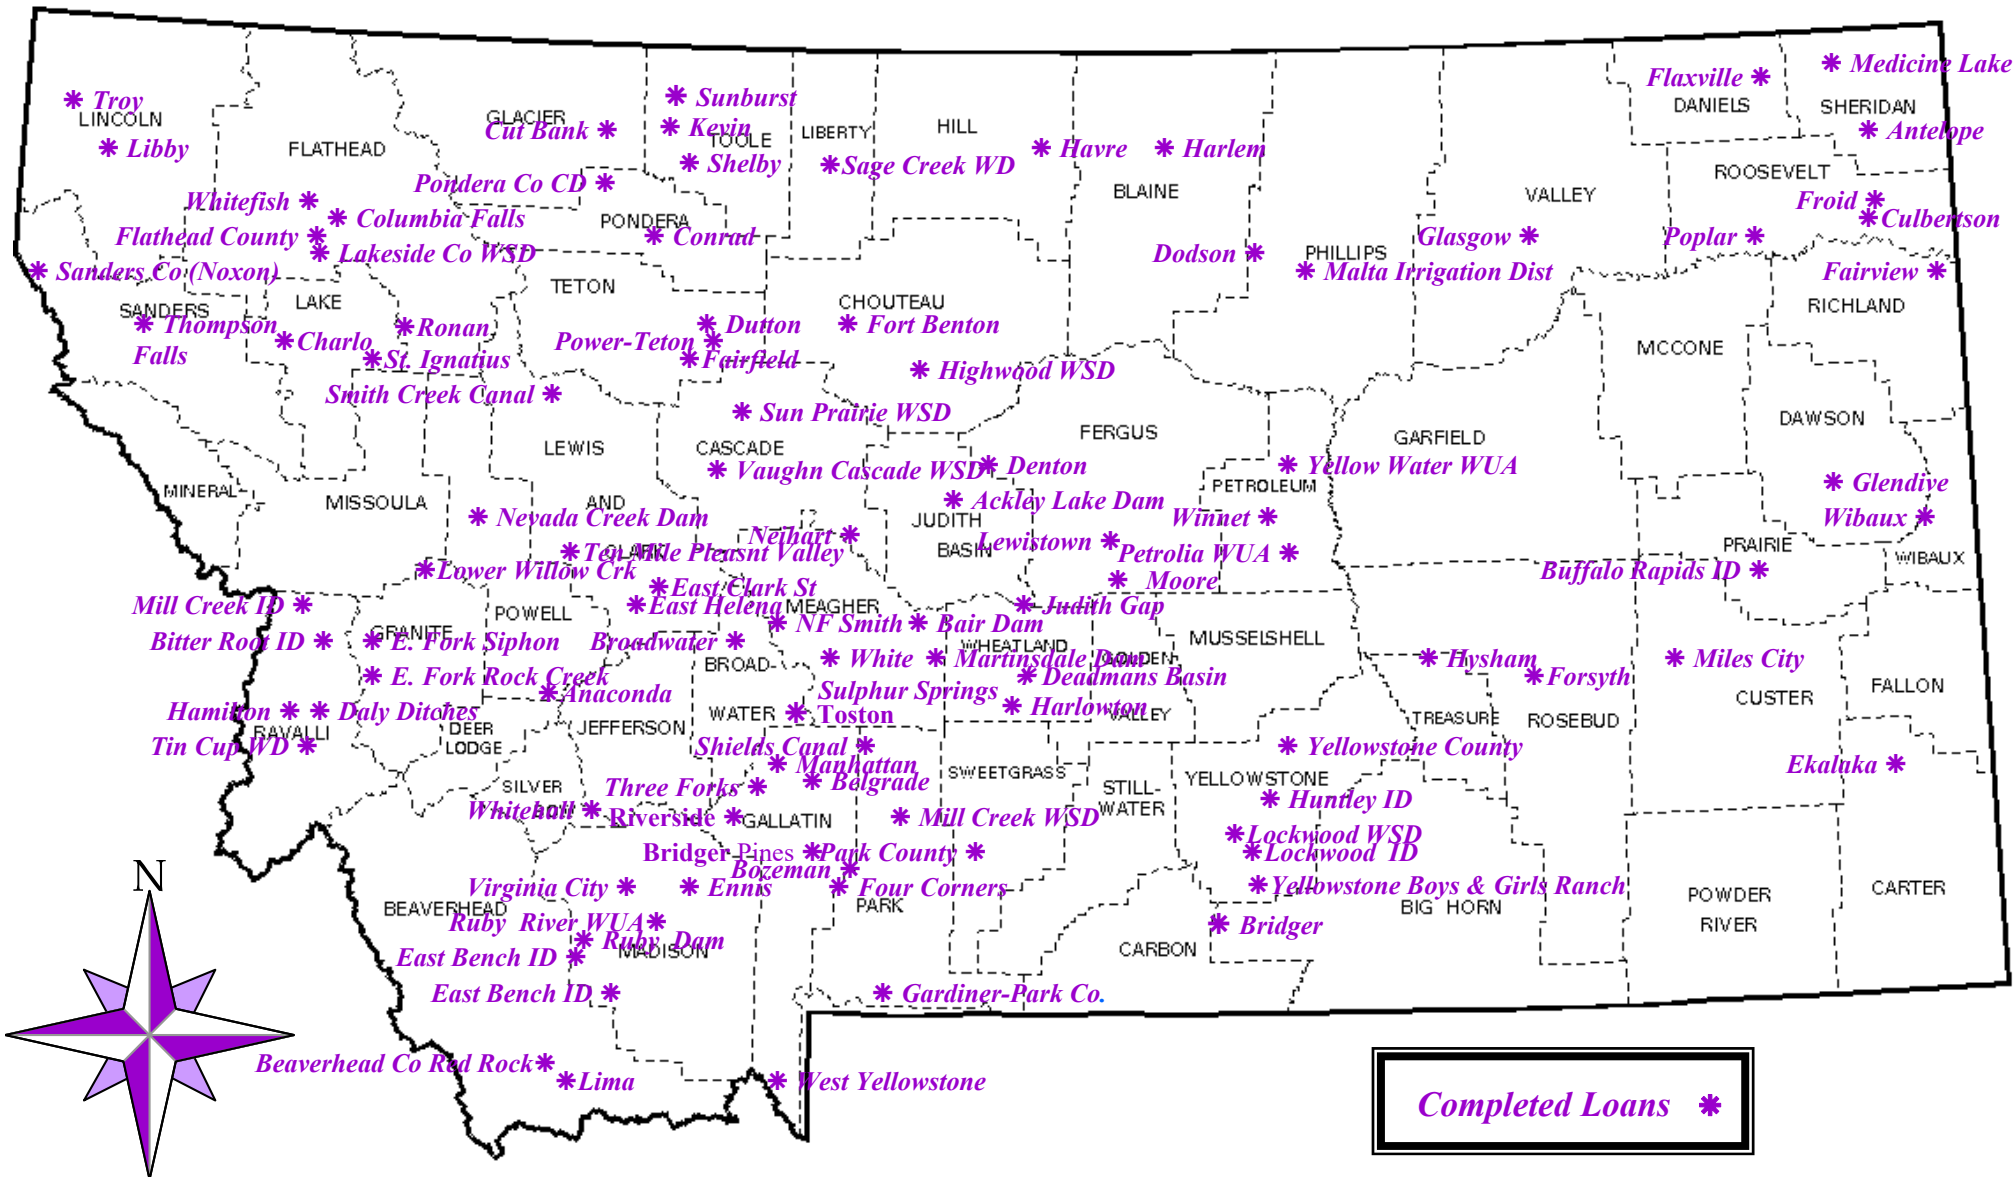 Medicine Lake
Flaxville
DANIELS
SHERIDAN
Antelope
Troy
LINCOLN
Libby
FLATHEAD
GLACIER
Cut Bank
Sunburst
Kevin
TOOLE
Shelby
LIBERTY
HILL
Sage Creek WD
Havre
Harlem
BLAINE
VALLEY
ROOSEVELT
Froid
Culbertson
Pondera Co CD
PONDERA
Conrad
Whitefish
Columbia Falls
Flathead County
Lakeside Co WSD
Sanders Co (Noxon)
Dodson
PHILLIPS
Malta Irrigation Dist
Glasgow
Poplar
Fairview
RICHLAND
SANDERS
Thompson
Falls
LAKE
Charlo
Ronan
St. Ignatius
TETON
Dutton
Power-Teton
Fairfield
CHOUTEAU
Fort Benton
Highwood WSD
MCCONE
Smith Creek Canal
Sun Prairie WSD
LEWIS
CASCADE
Vaughn Cascade WSD
FERGUS
Denton
GARFIELD
Yellow Water WUA
DAWSON
Glendive
MINERAL
MISSOULA
AND
Nevada Creek Dam
Ackley Lake Dam
JUDITH
BASIN
PETROLEUM
Winnet
Wibaux
Neihart
Lewistown
Petrolia WUA
PRAIRIE
WIBAUX
Ten Mile Pleasnt Valley
CLARK
Lower Willow Crk
East Clark St
Moore
Buffalo Rapids ID
Mill Creek ID
POWELL
East Helena
MEAGHER
Judith Gap
GRANITE
Bitter Root ID
E. Fork Siphon
Broadwater
NF Smith
Bair Dam
WHEATLAND
MUSSELSHELL
BROAD-
White
Sulphur Springs
Martinsdale Dam
GOLDEN
Hysham
Miles City
E. Fork Rock Creek
Anaconda
Deadmans Basin
Forsyth
CUSTER
FALLON
Hamilton
Daly Ditches
WATER
Toston
Harlowton
VALLEY
RAVALLI
DEER
LODGE
JEFFERSON
TREASURE
ROSEBUD
Tin Cup WD
Shields Canal
Yellowstone County
Manhattan
Belgrade
SWEETGRASS
STILL-
WATER
YELLOWSTONE
Ekalaka
SILVER
BOW
Three Forks
Huntley ID
Whitehall
Riverside
GALLATIN
Mill Creek WSD
Lockwood WSD
Bridger Pines
Park County
Lockwood ID
Bozeman
Virginia City
Ennis
Four Corners
Yellowstone Boys & Girls Ranch
N
BEAVERHEAD
PARK
BIG HORN
POWDER
RIVER
CARTER
Ruby River WUA
Bridger
Ruby Dam
MADISON
East Bench ID
CARBON
East Bench ID
Gardiner-Park Co.
Beaverhead Co Red Rock
Lima
West Yellowstone
Completed Loans